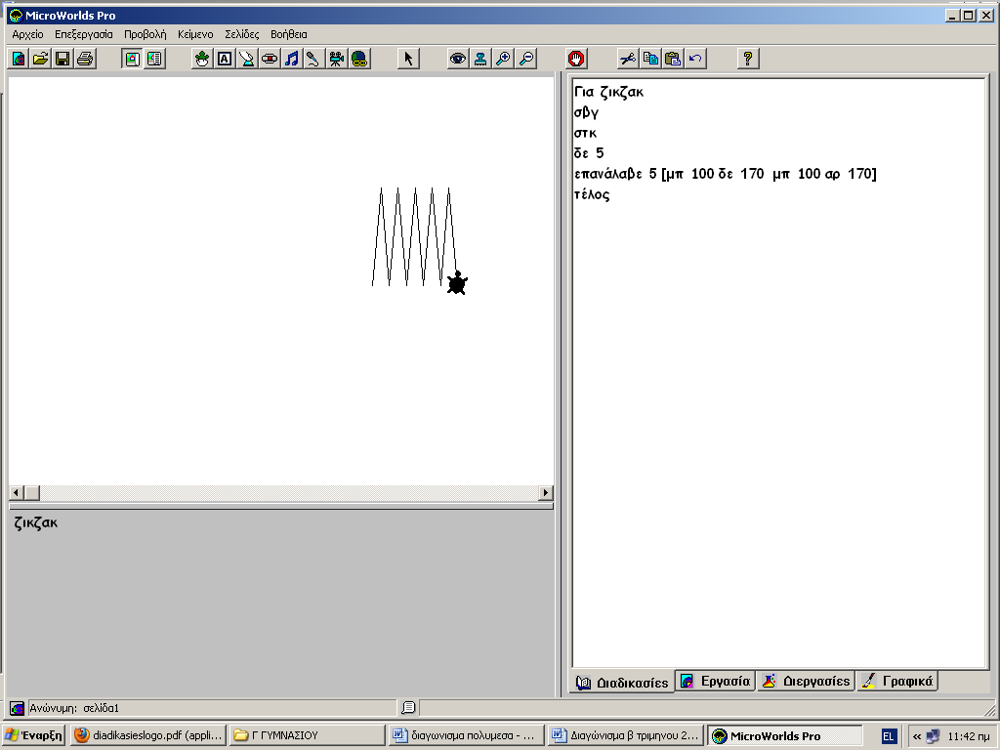 MicroWorlds Pro
Αρχείο Επεξεργασία Προβολή Κείμενο Σελίδες Βοήθεια
Για ζικζακ
σβγ
στκ
δε 5
επανάλαβε 5 [μπ 100 δε 170 μπ 100 αρ 170]
τέλος
ζικζακ
Διαδικασίες Εργασία Διεργασίες Γραφικά
Ανώνυμη: σελίδα1
Έναρξη diadikasieslogo.pdf (appli... Γ ΓΥΜΝΑΣΙΟΥ διαγωνισμα πολυμεσα - ... Διαγώνισμα β τριμηνου 2... MicroWorlds Pro EL « 11:42 πμ